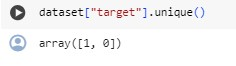 dataset["target"].unique()
array([1, 0])